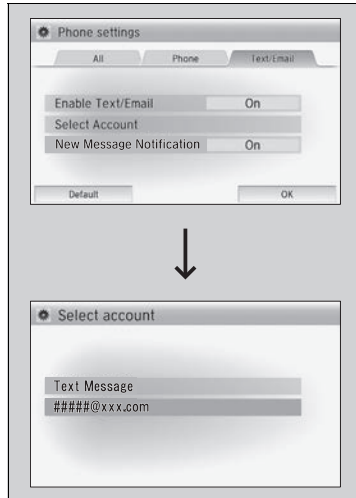 Phone settings
All Phone Text/Email
Enable Text/Email On
Select Account
New Message Notification On
Default OK
Select account
Text Message
#####@xxx.com